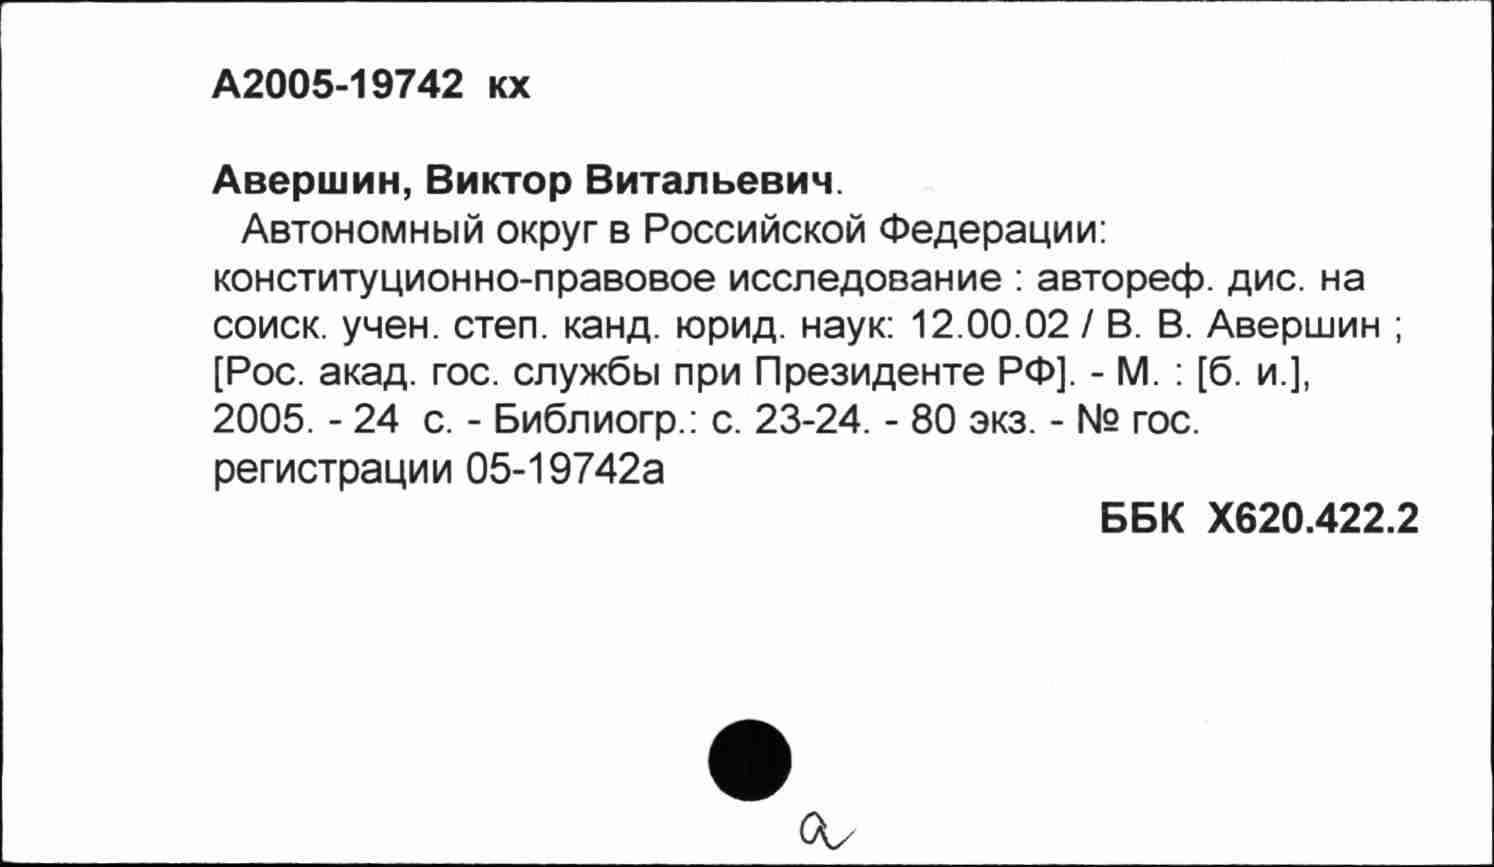 А2005-19742 кх
Авершин, Виктор Витальевич.
Автономный округ в Российской Федерации:
конституционно-правовое исследование : автореф. дис. на
соиск. учен. степ. канд. юрид. наук: 12.00.02 / В. В. Авершин ;
[Рос. акад. гос. службы при Президенте РФ]. - М. : [б. и.],
2005. - 24 с. - Библиогр.: с. 23-24. - 80 экз. - № гос.
регистрации 05-19742а
ББК Х620.422.2
а